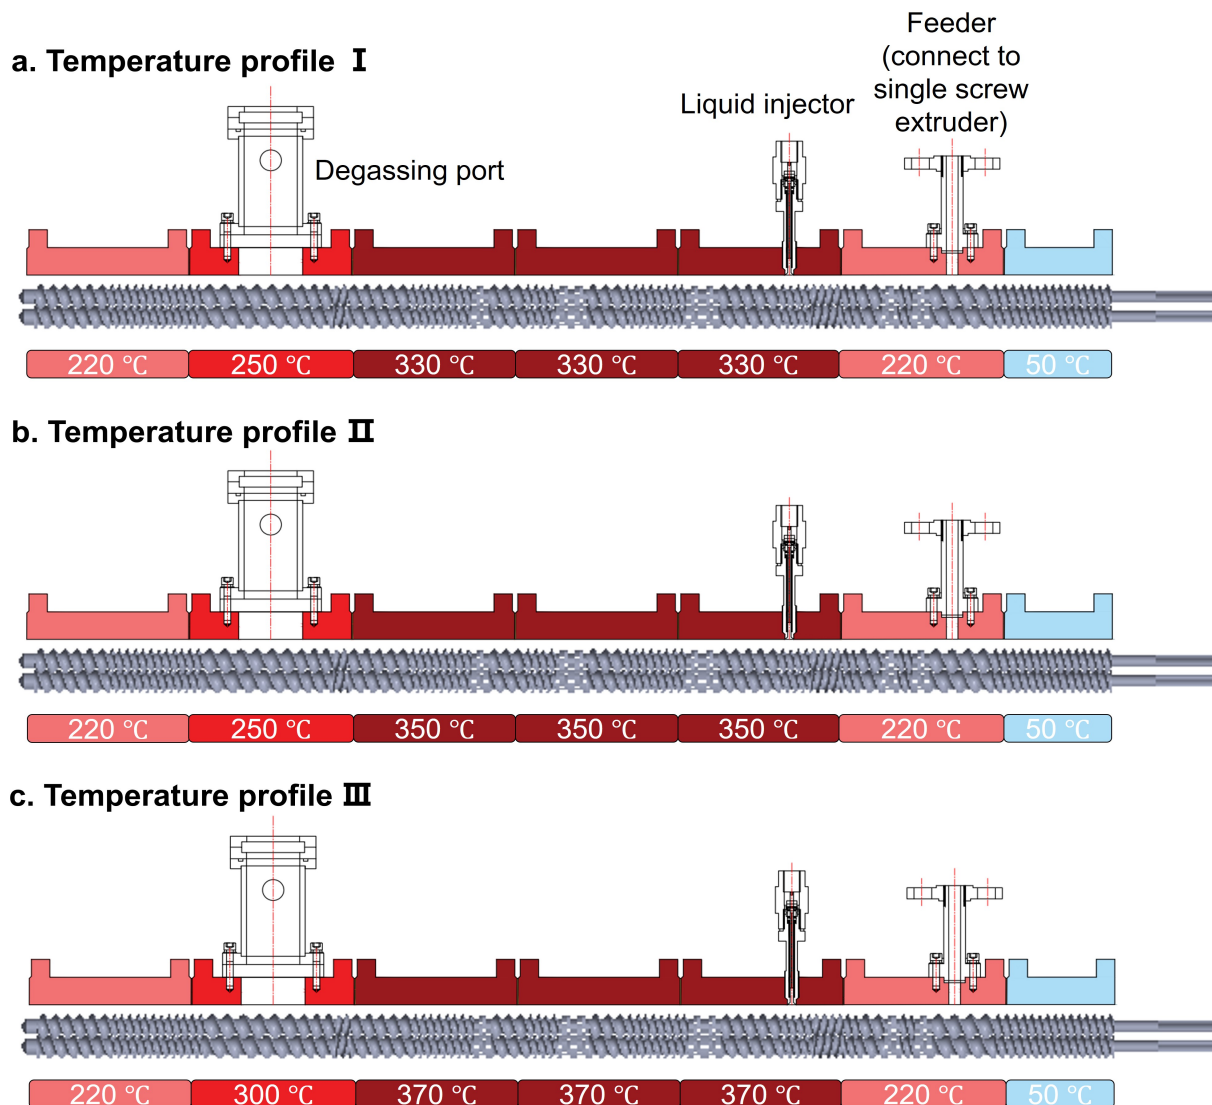 a. Temperature profile Ⅰ
Feeder
(connect to
single screw
extruder)
Liquid injector
Degassing port
220 ℃ 250 ℃ 330 ℃ 330 ℃ 330 ℃ 220 ℃ 50 ℃
b. Temperature profile Ⅱ
220 ℃ 250 ℃ 350 ℃ 350 ℃ 350 ℃ 220 ℃ 50 ℃
c. Temperature profile Ⅲ
220 ℃ 300 ℃ 370 ℃ 370 ℃ 370 ℃ 220 ℃ 50 ℃